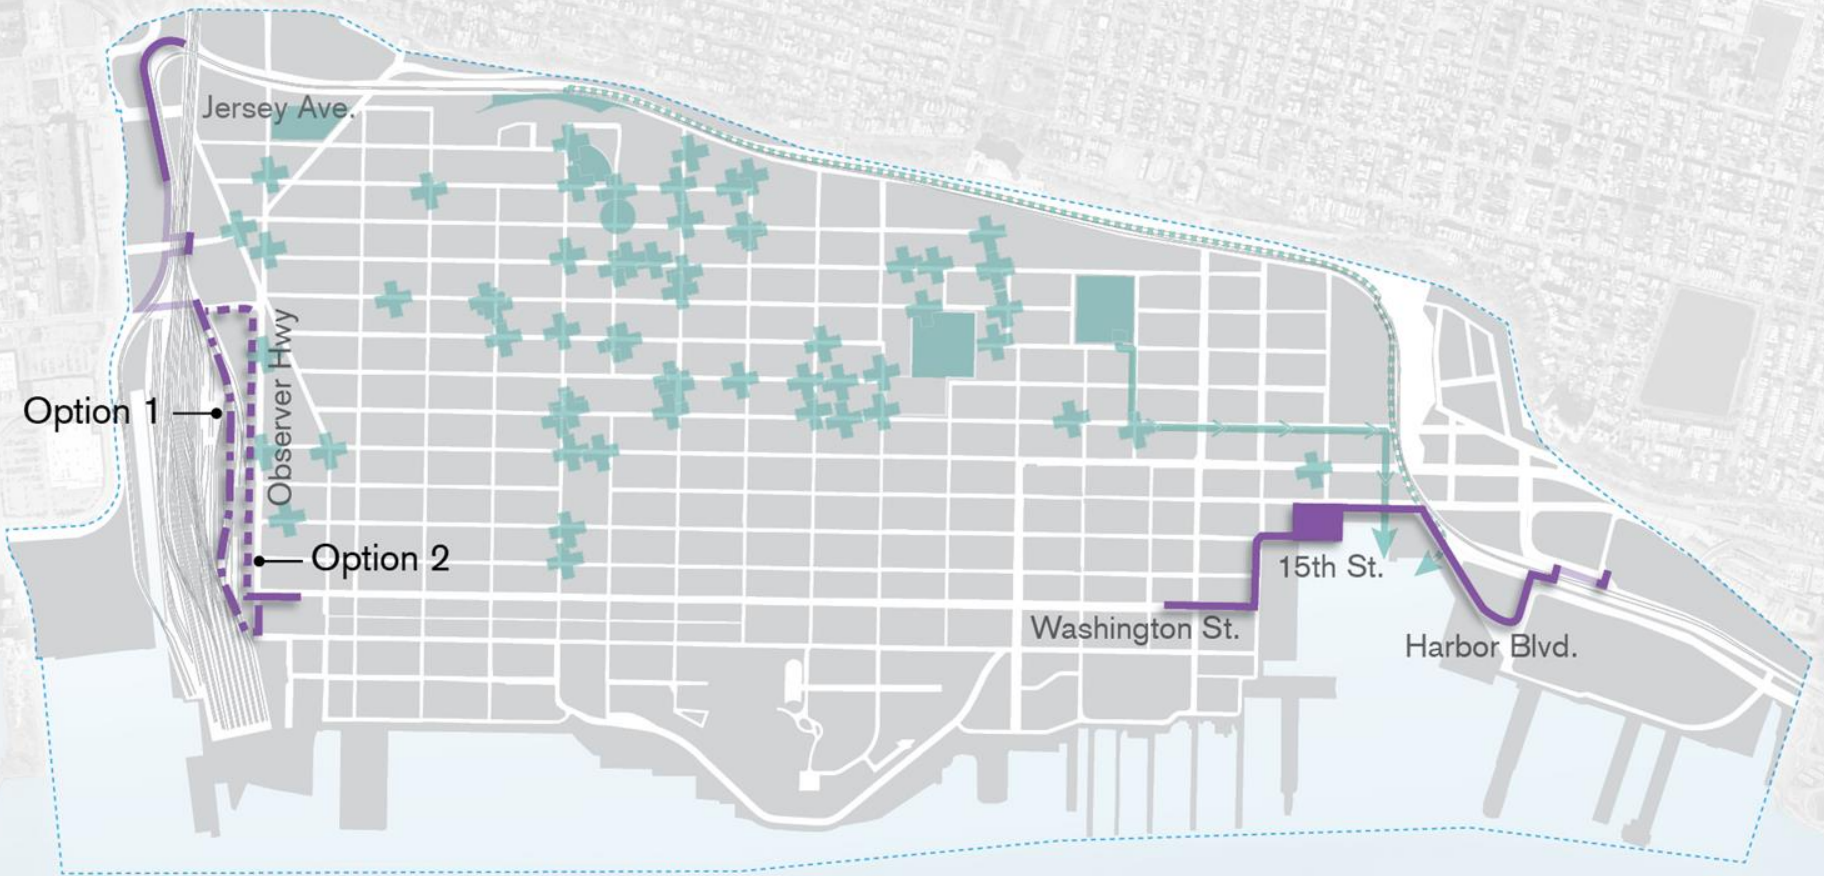 Jersey Ave.
Observer Hwy
Option 1
Option 2
15th St.
Washington St.
Harbor Blvd.